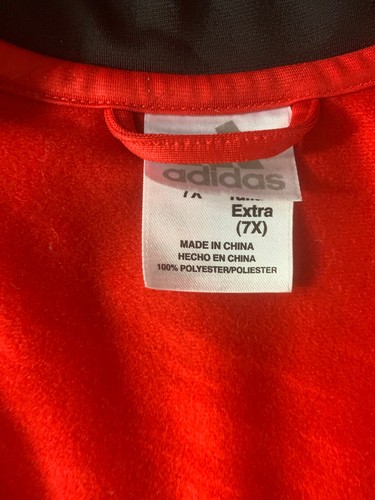 adidas
7X
Extra
(7X)
MADE IN CHINA
HECHO EN CHINA
100% POLYESTER/POLIESTER